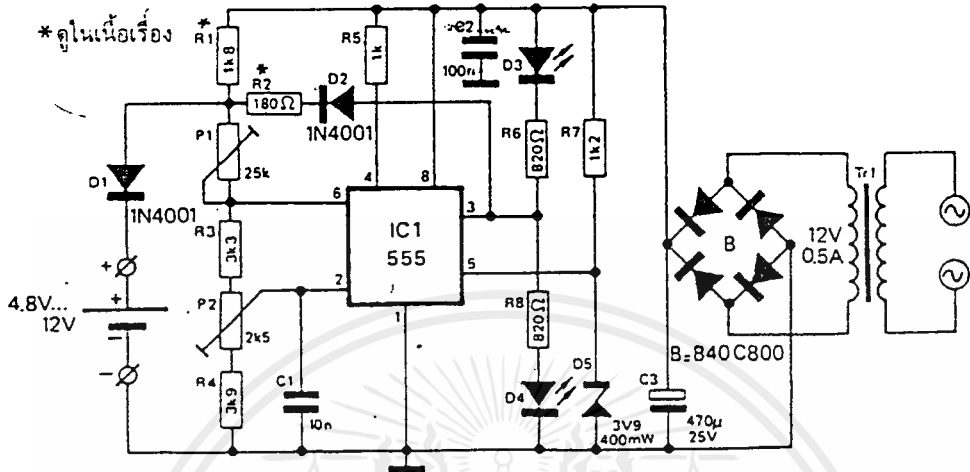 * ดูในเนื้อเรื่อง
*
R1
1k8
R5
1k
C2
100n
D3
*
R2
180Ω
D2
1N4001
P1
25k
R6
820Ω
R7
1k2
D1
1N4001
4
8
6
3
IC1
555
2
5
1
R3
3k3
P2
2k5
R4
3k9
C1
10n
R8
820Ω
D4
D5
3V9
400mW
C3
470µ
25V
B
B=B40C800
Tr1
12V
0.5A
+
+
4.8V...
12V